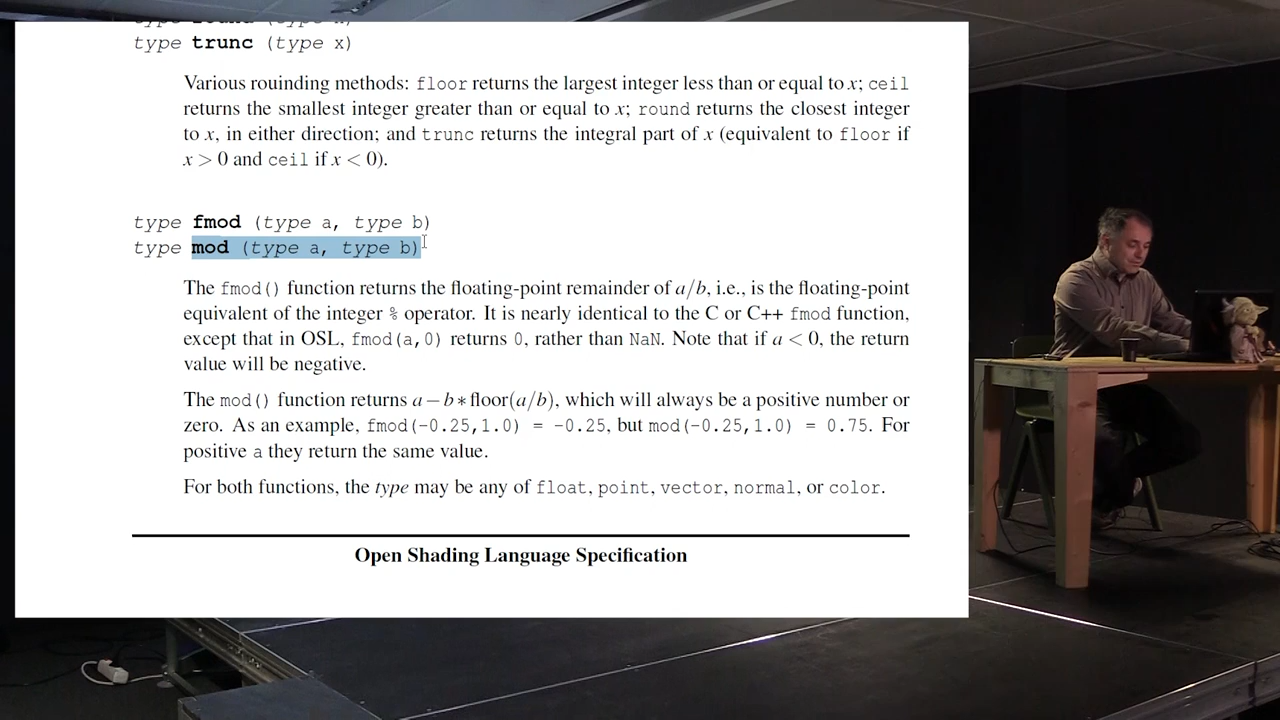 type round (type x)
type trunc (type x)
Various rouinding methods: floor returns the largest integer less than or equal to x; ceil
returns the smallest integer greater than or equal to x; round returns the closest integer
to x, in either direction; and trunc returns the integral part of x (equivalent to floor if
x > 0 and ceil if x < 0).
type fmod (type a, type b)
type mod (type a, type b)
The fmod() function returns the floating-point remainder of a/b, i.e., is the floating-point
equivalent of the integer % operator. It is nearly identical to the C or C++ fmod function,
except that in OSL, fmod(a,0) returns 0, rather than NaN. Note that if a < 0, the return
value will be negative.
The mod() function returns a − b * floor(a/b), which will always be a positive number or
zero. As an example, fmod(-0.25,1.0) = -0.25, but mod(-0.25,1.0) = 0.75. For
positive a they return the same value.
For both functions, the type may be any of float, point, vector, normal, or color.
Open Shading Language Specification